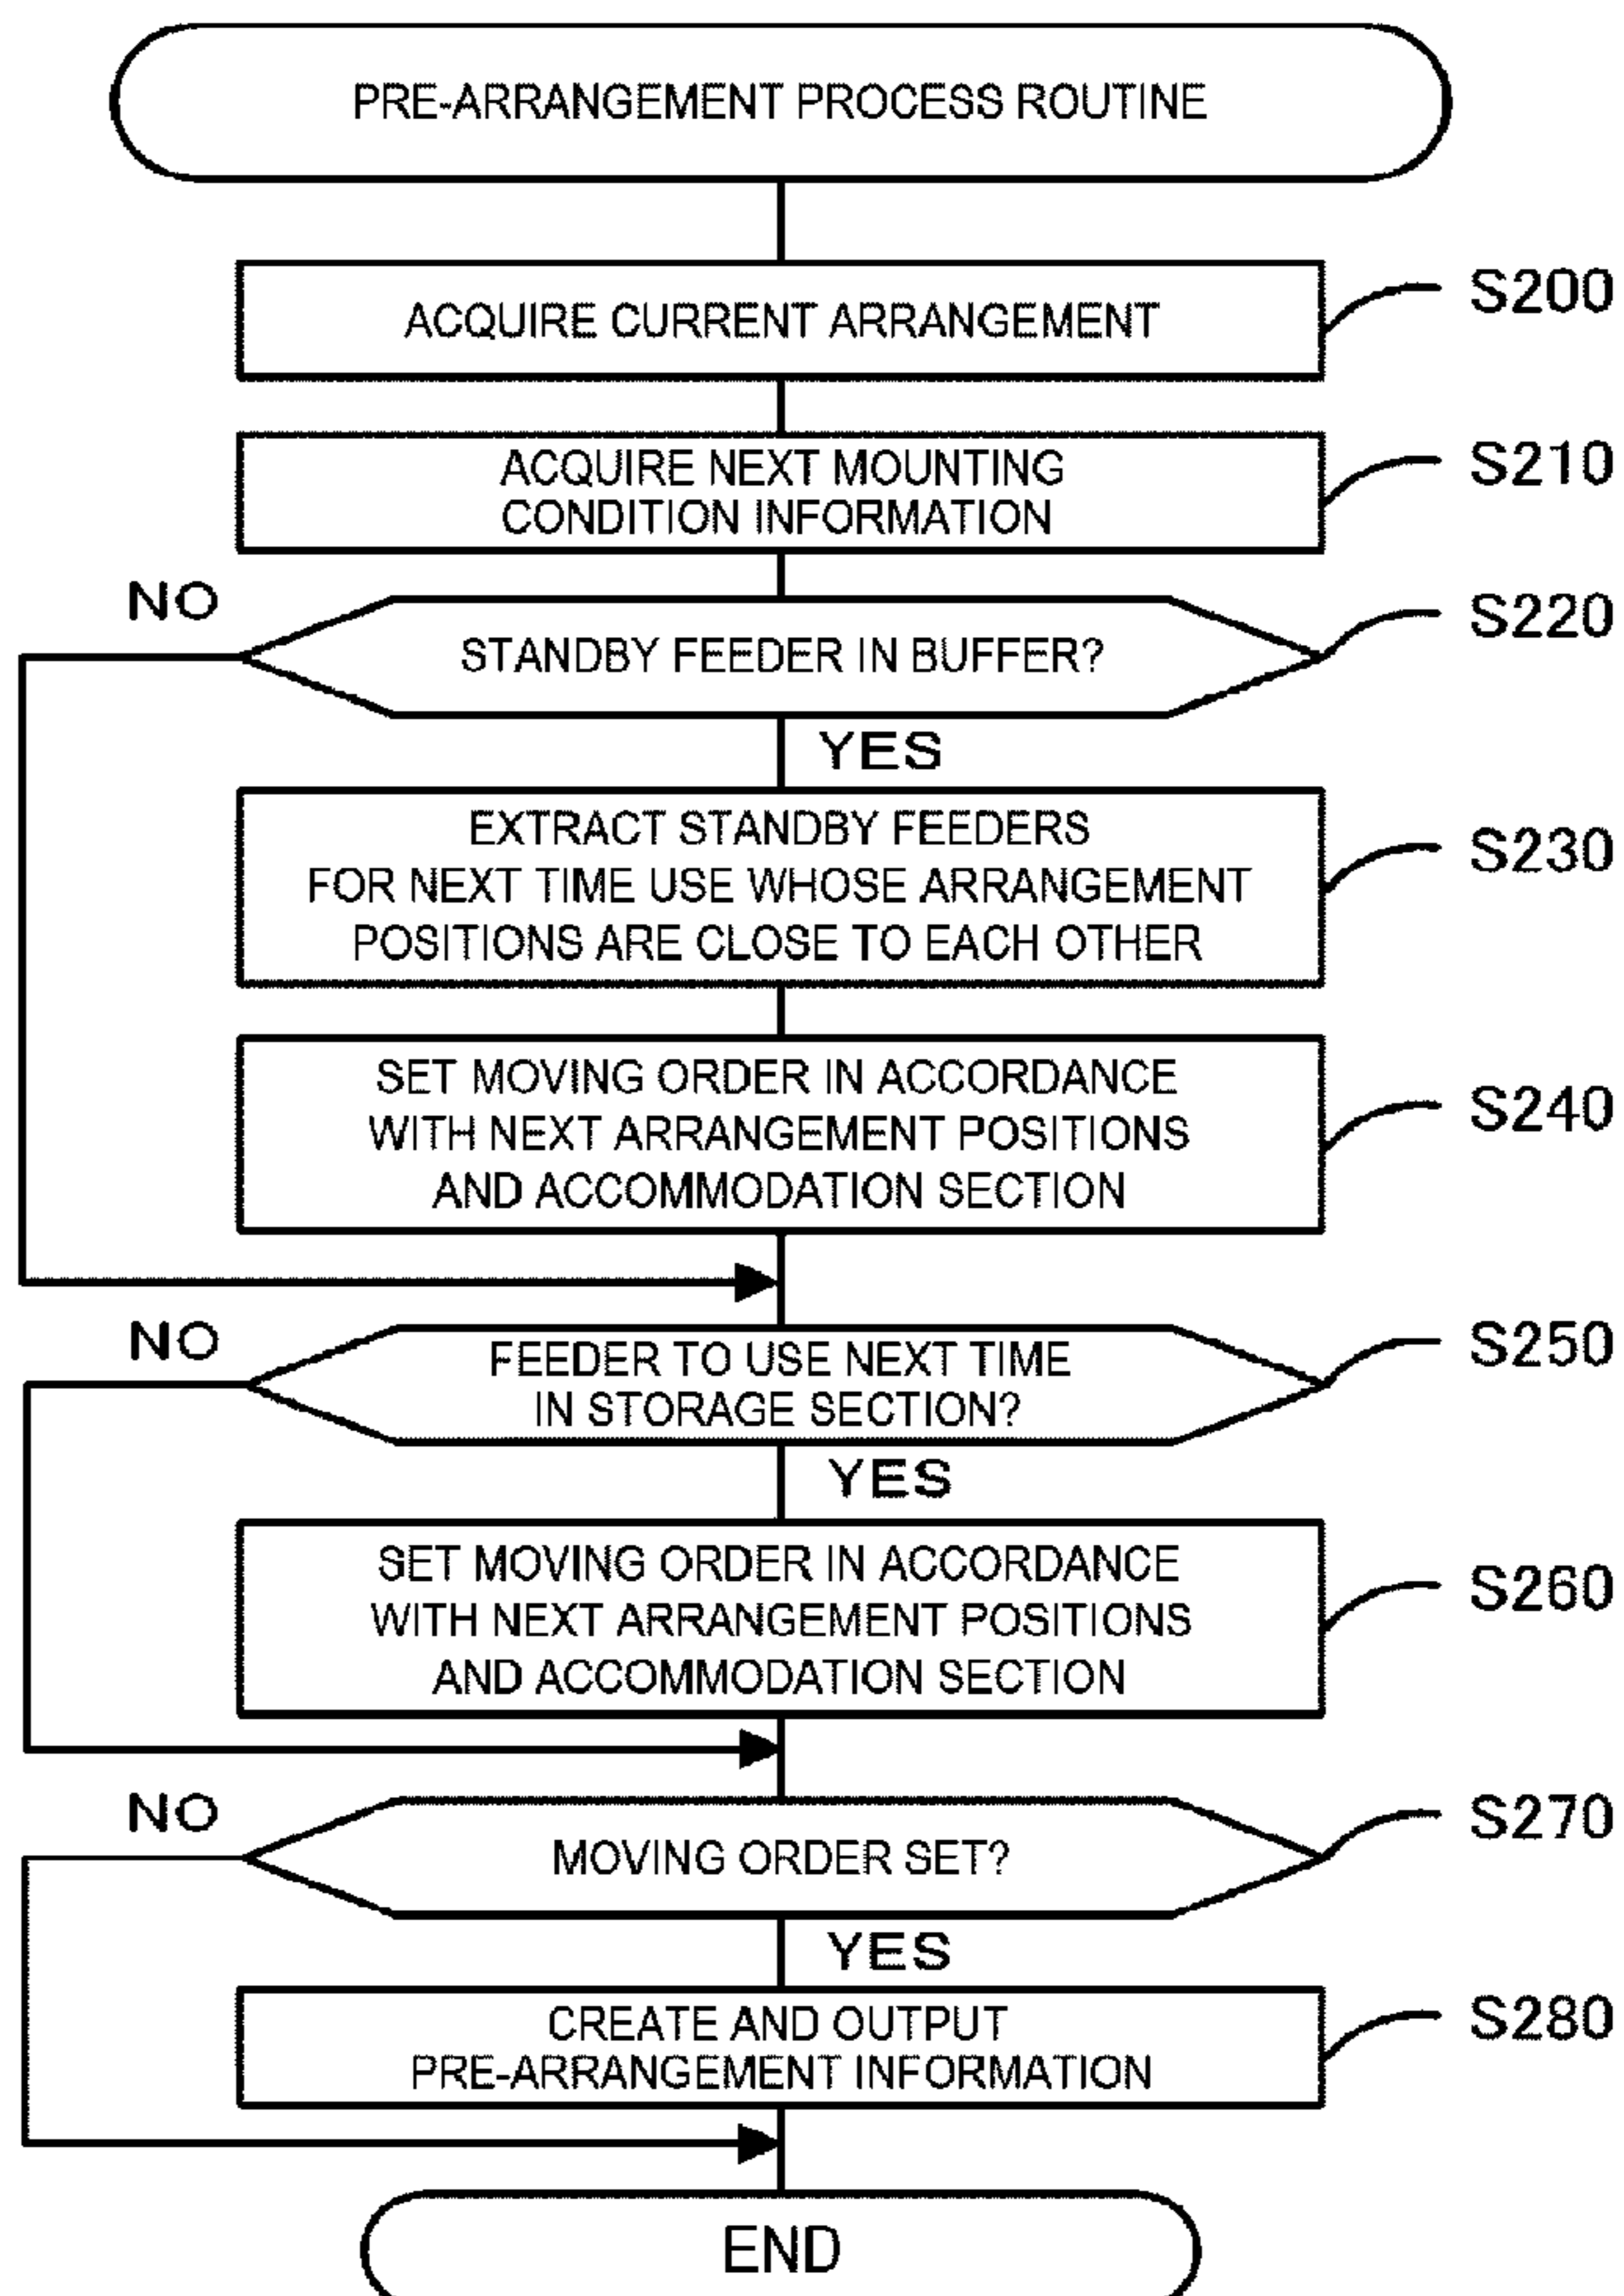 PRE-ARRANGEMENT PROCESS ROUTINE
ACQUIRE CURRENT ARRANGEMENT
S200
ACQUIRE NEXT MOUNTING
CONDITION INFORMATION
S210
NO
STANDBY FEEDER IN BUFFER?
S220
YES
EXTRACT STANDBY FEEDERS
FOR NEXT TIME USE WHOSE ARRANGEMENT
POSITIONS ARE CLOSE TO EACH OTHER
S230
SET MOVING ORDER IN ACCORDANCE
WITH NEXT ARRANGEMENT POSITIONS
AND ACCOMMODATION SECTION
S240
NO
FEEDER TO USE NEXT TIME
IN STORAGE SECTION?
S250
YES
SET MOVING ORDER IN ACCORDANCE
WITH NEXT ARRANGEMENT POSITIONS
AND ACCOMMODATION SECTION
S260
NO
MOVING ORDER SET?
S270
YES
CREATE AND OUTPUT
PRE-ARRANGEMENT INFORMATION
S280
END